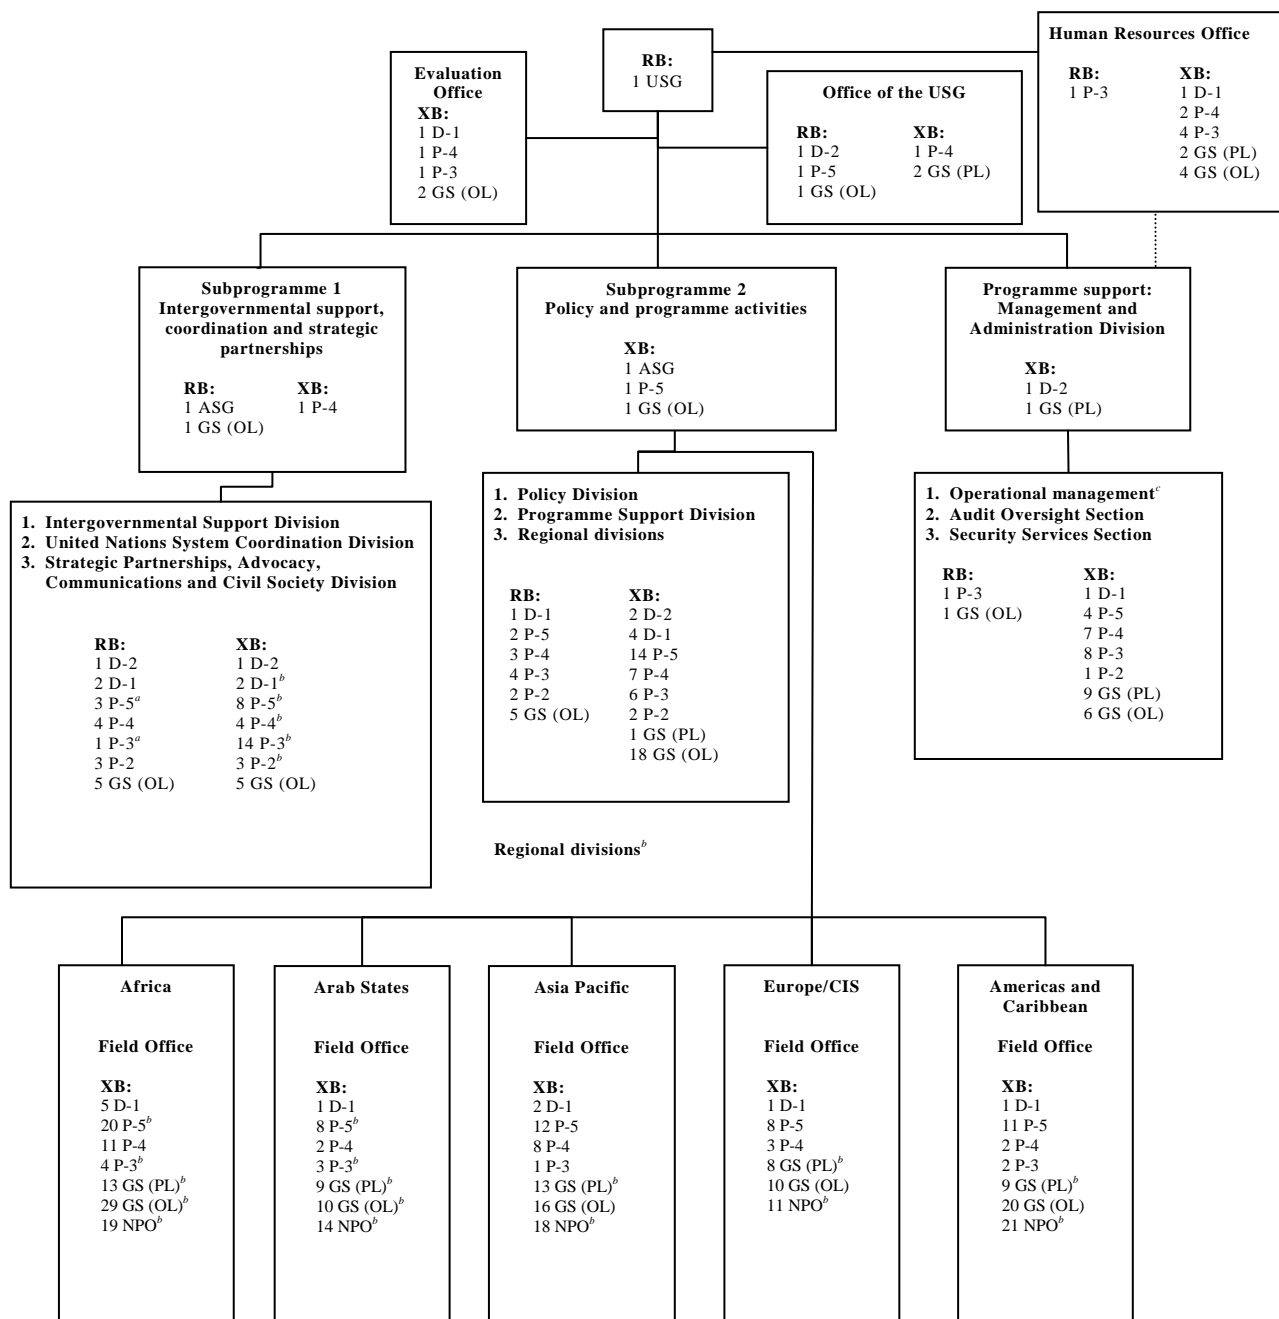 RB:
1 USG
Evaluation
Office
XB:
1 D-1
1 P-4
1 P-3
2 GS (OL)
Office of the USG
RB:
1 D-2
1 P-5
1 GS (OL)
XB:
1 P-4
2 GS (PL)
Human Resources Office
RB:
1 P-3
XB:
1 D-1
2 P-4
4 P-3
2 GS (PL)
4 GS (OL)
Subprogramme 1
Intergovernmental support,
coordination and strategic
partnerships
RB:
1 ASG
1 GS (OL)
XB:
1 P-4
Subprogramme 2
Policy and programme activities
XB:
1 ASG
1 P-5
1 GS (OL)
Programme support:
Management and
Administration Division
XB:
1 D-2
1 GS (PL)
1. Intergovernmental Support Division
2. United Nations System Coordination Division
3. Strategic Partnerships, Advocacy,
Communications and Civil Society Division
RB:
1 D-2
2 D-1
3 P-5a
4 P-4
1 P-3a
3 P-2
5 GS (OL)
XB:
1 D-2
2 D-1b
8 P-5b
4 P-4b
14 P-3b
3 P-2b
5 GS (OL)
1. Policy Division
2. Programme Support Division
3. Regional divisions
RB:
1 D-1
2 P-5
3 P-4
4 P-3
2 P-2
5 GS (OL)
XB:
2 D-2
4 D-1
14 P-5
7 P-4
6 P-3
2 P-2
1 GS (PL)
18 GS (OL)
1. Operational managementc
2. Audit Oversight Section
3. Security Services Section
RB:
1 P-3
1 GS (OL)
XB:
1 D-1
4 P-5
7 P-4
8 P-3
1 P-2
9 GS (PL)
6 GS (OL)
Regional divisionsb
Africa
Field Office
XB:
5 D-1
20 P-5b
11 P-4
4 P-3b
13 GS (PL)b
29 GS (OL)b
19 NPOb
Arab States
Field Office
XB:
1 D-1
8 P-5b
2 P-4
3 P-3b
9 GS (PL)b
10 GS (OL)b
14 NPOb
Asia Pacific
Field Office
XB:
2 D-1
12 P-5
8 P-4
1 P-3
13 GS (PL)b
16 GS (OL)
18 NPOb
Europe/CIS
Field Office
XB:
1 D-1
8 P-5
3 P-4
8 GS (PL)b
10 GS (OL)
11 NPOb
Americas and
Caribbean
Field Office
XB:
1 D-1
11 P-5
2 P-4
2 P-3
9 GS (PL)b
20 GS (OL)
21 NPOb